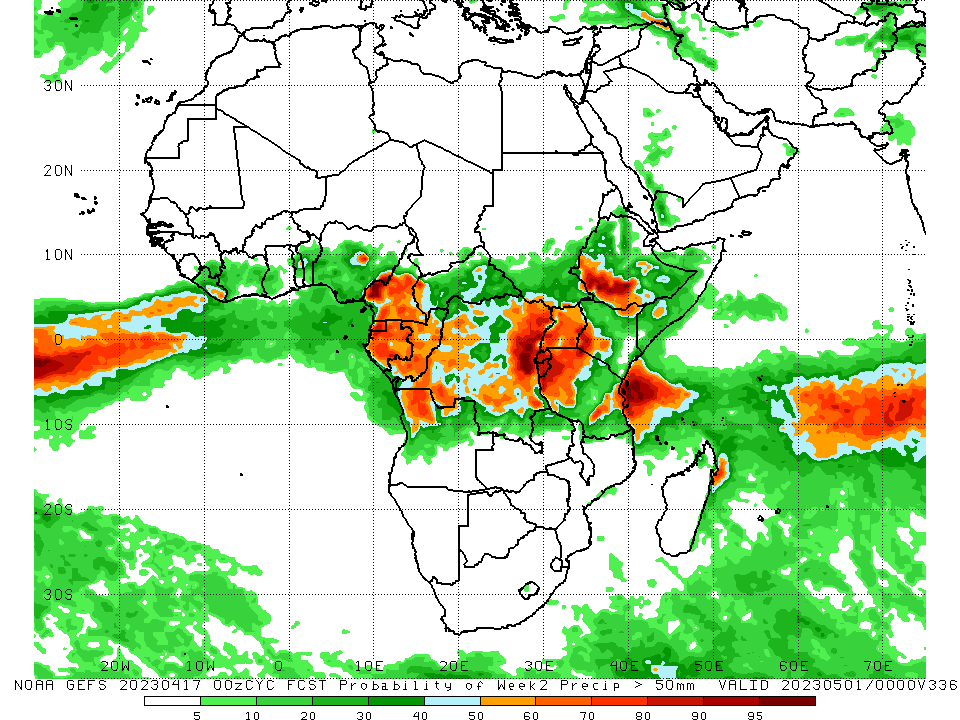 30N
20N
10N
0
10S
20S
30S
20W 10W 0 10E 20E 30E 40E 50E 60E 70E
NOAA GEFS 20230417 00zCYC FCST Probability of Week2 Precip > 50mm VALID 20230501/0000V336
5 10 20 30 40 50 60 70 80 90 95